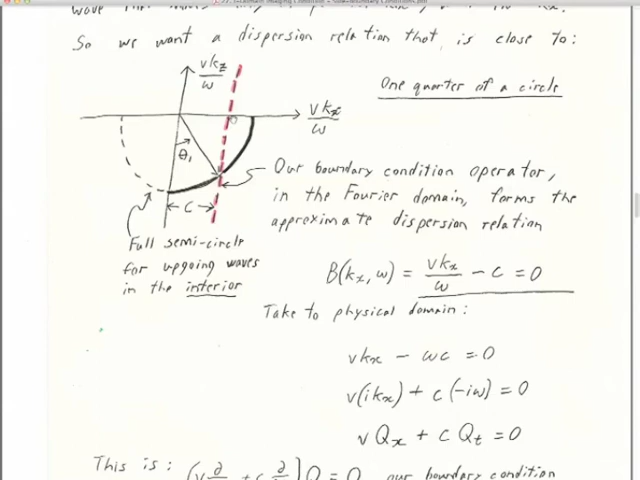 So we want a dispersion relation that is close to:
vkz/ω
One quarter of a circle
vkx/ω
θ1
c
Our boundary condition operator,
in the Fourier domain, forms the
approximate dispersion relation
Full semi-circle
for upgoing waves
in the interior
B(kx, ω) = vkx/ω - c = 0
Take to physical domain:
vkx - ωc = 0
v(ikx) + c(-iω) = 0
vQx + cQt = 0
This is: (v∂ + c∂)Q = 0 our boundary condition